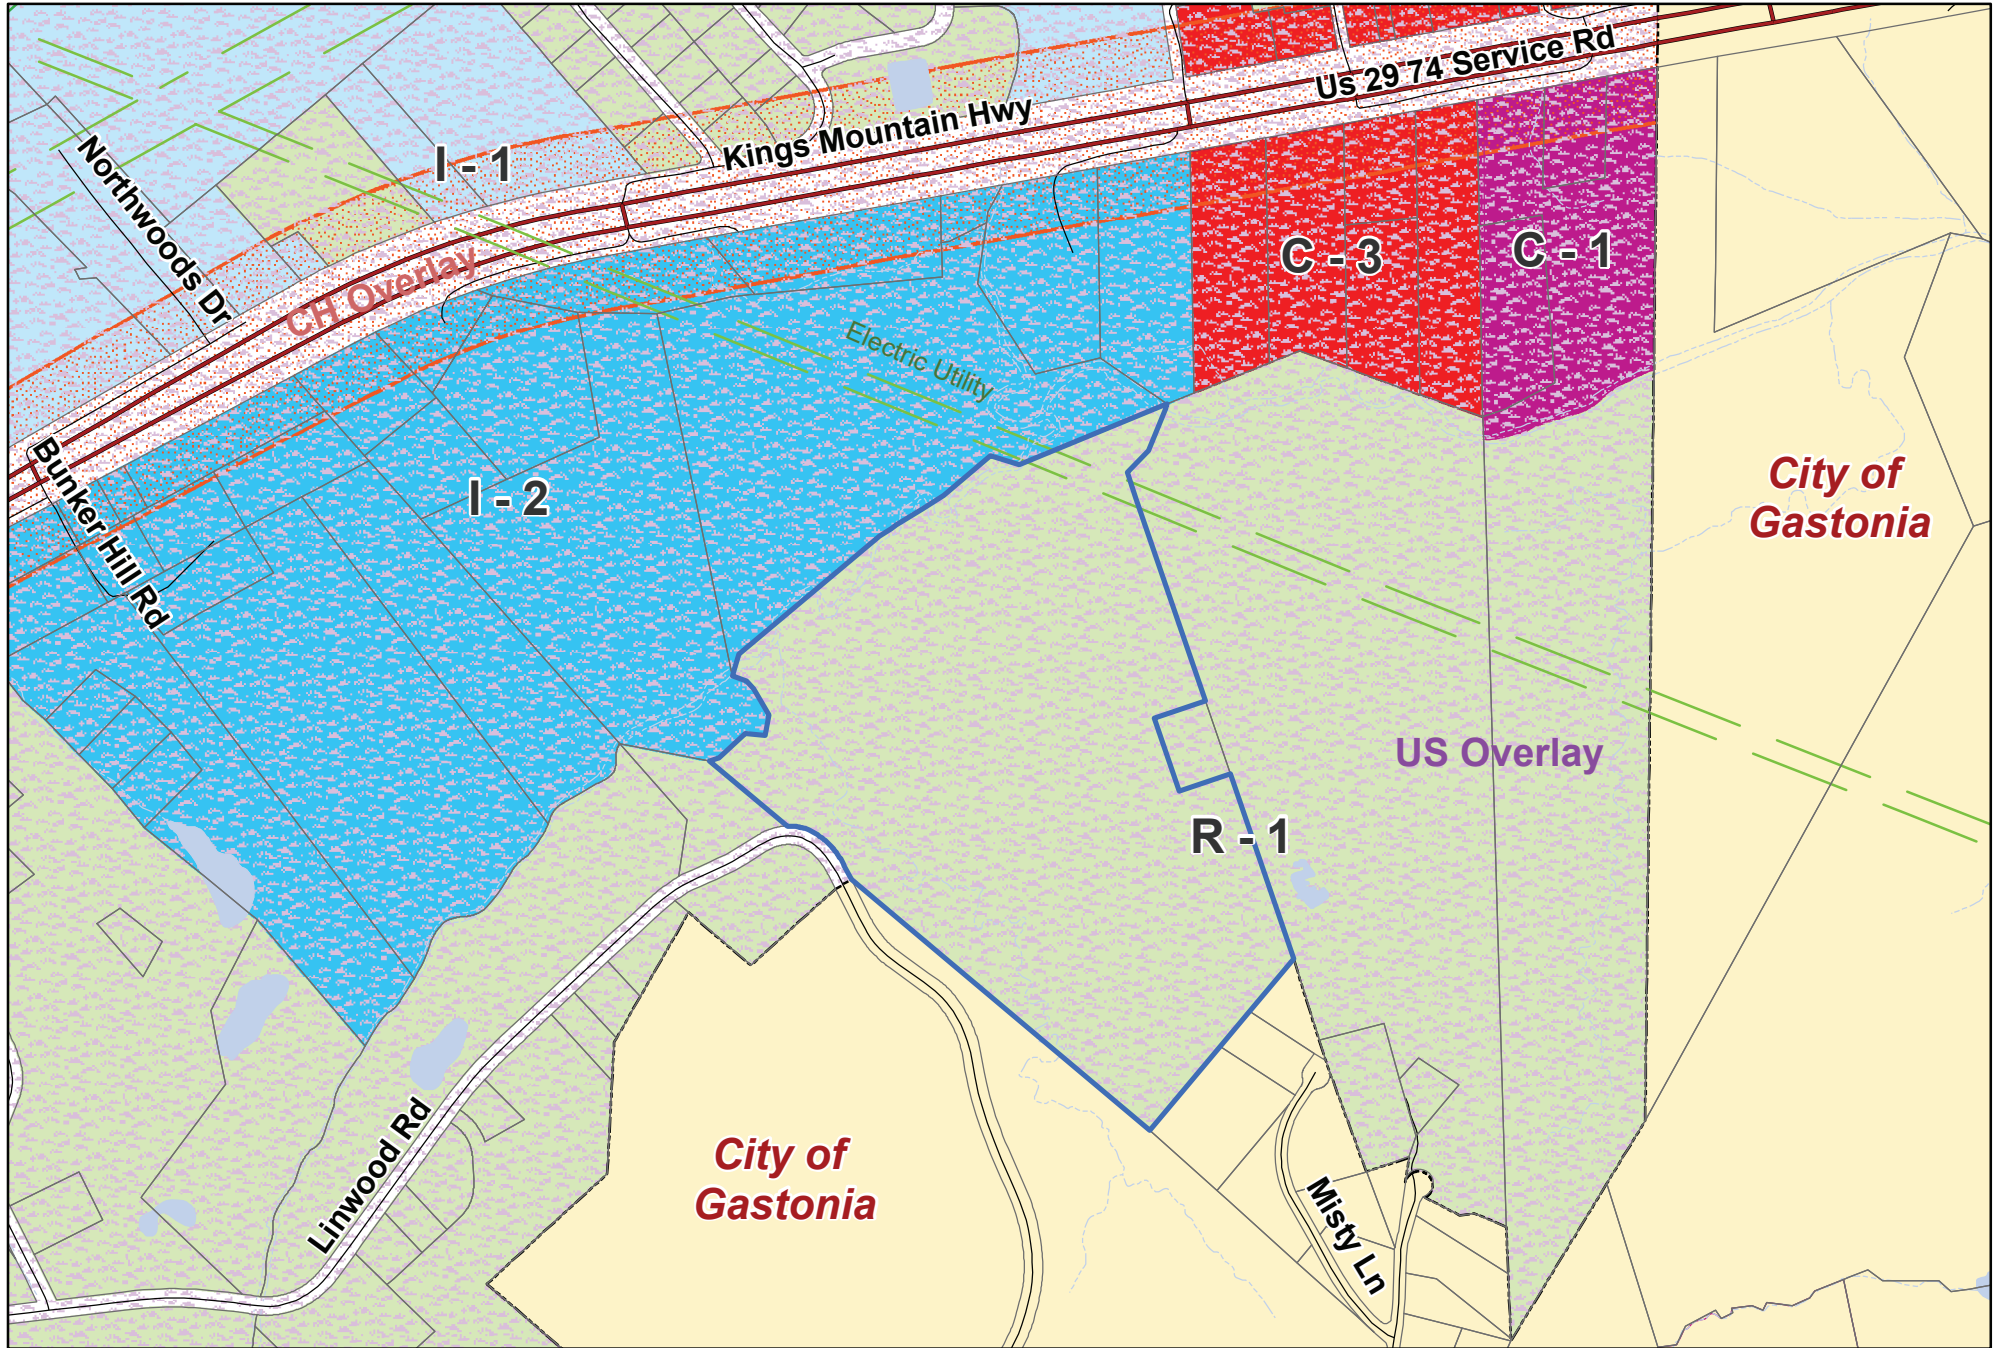 Us 29 74 Service Rd
Kings Mountain Hwy
I - 1
Northwoods Dr
CH Overlay
C - 3
C - 1
Electric Utility
Bunker Hill Rd
I - 2
City of
Gastonia
US Overlay
R - 1
City of
Gastonia
Linwood Rd
Misty Ln